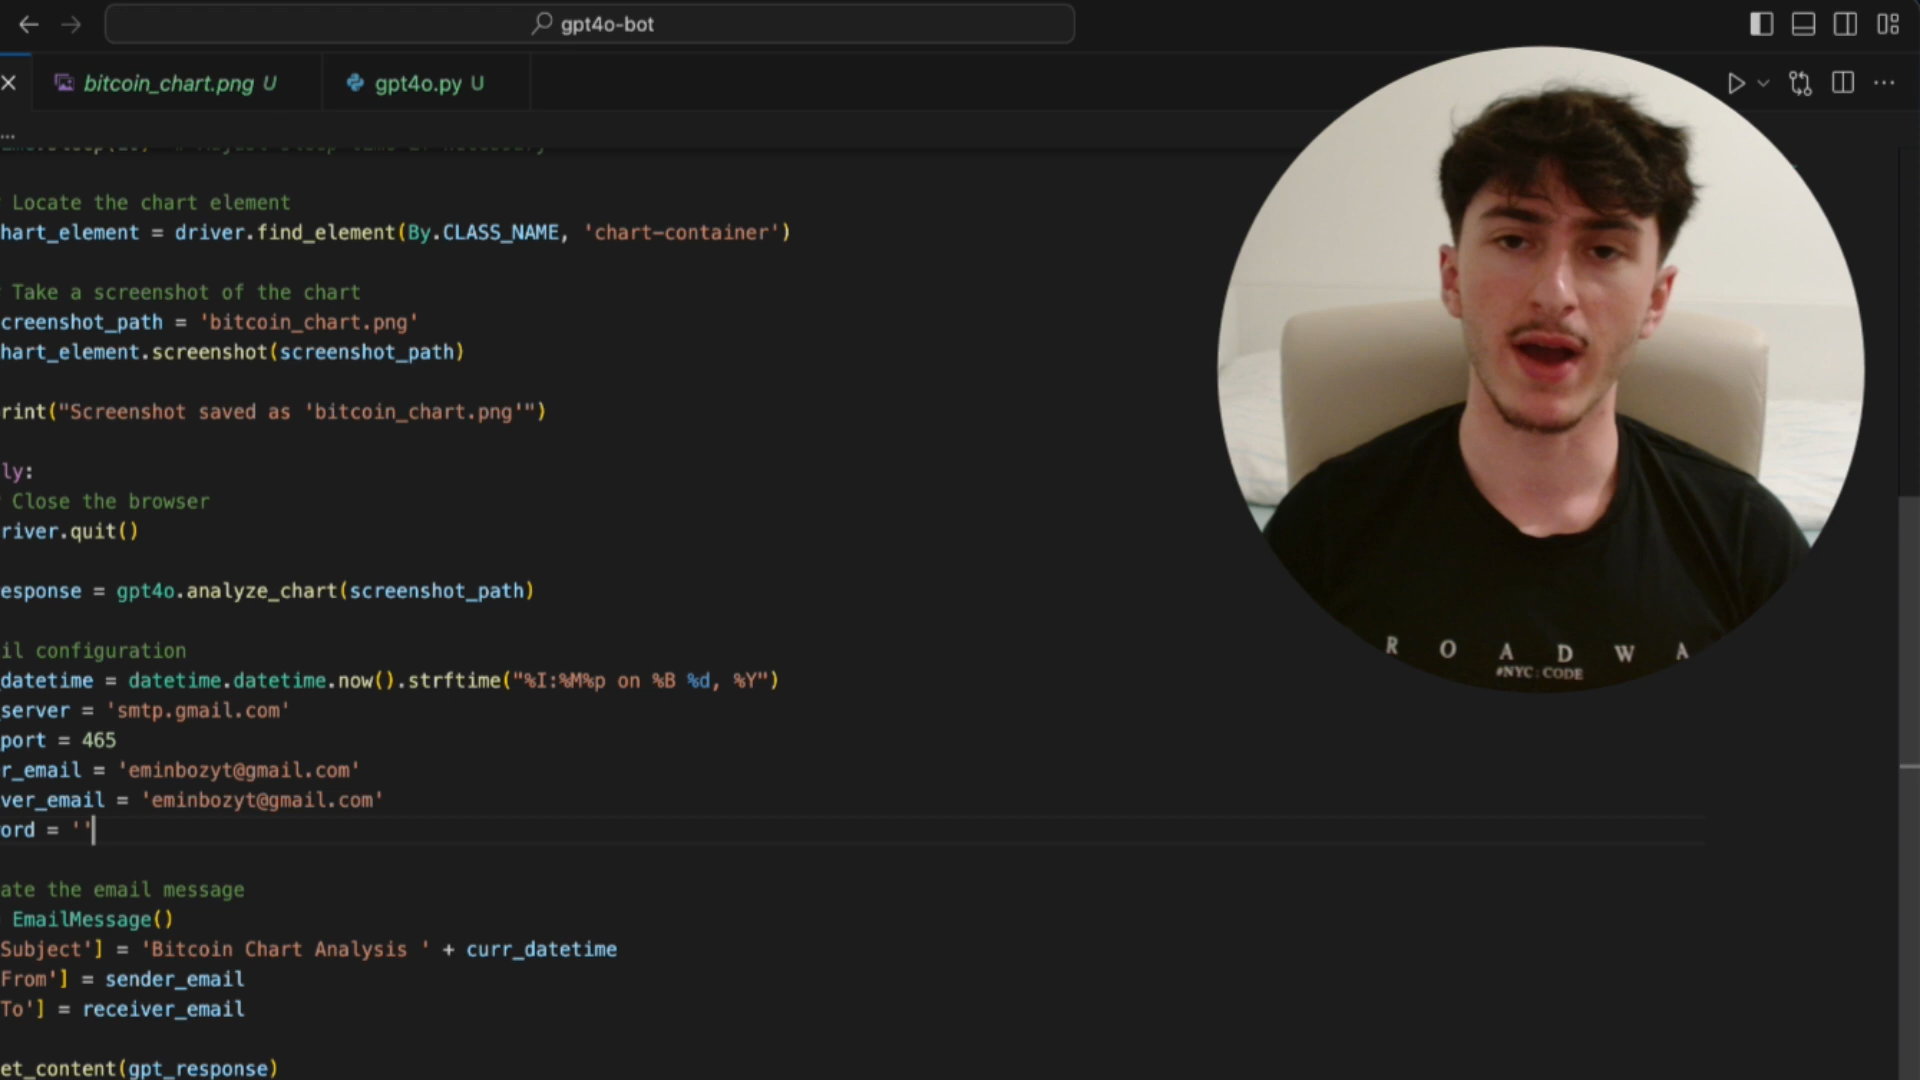 gpt4o-bot
bitcoin_chart.png U
gpt4o.py U
...
Locate the chart element
hart_element = driver.find_element(By.CLASS_NAME, 'chart-container')
Take a screenshot of the chart
creenshot_path = 'bitcoin_chart.png'
hart_element.screenshot(screenshot_path)
rint("Screenshot saved as 'bitcoin_chart.png'")
ly:
Close the browser
river.quit()
esponse = gpt4o.analyze_chart(screenshot_path)
il configuration
_datetime = datetime.datetime.now().strftime("%I:%M%p on %B %d, %Y")
_server = 'smtp.gmail.com'
port = 465
r_email = 'eminbozyt@gmail.com'
ver_email = 'eminbozyt@gmail.com'
ord = ''
ate the email message
EmailMessage()
Subject'] = 'Bitcoin Chart Analysis ' + curr_datetime
From'] = sender_email
To'] = receiver_email
et_content(gpt_response)
R O A D W A
#NYC:CODE